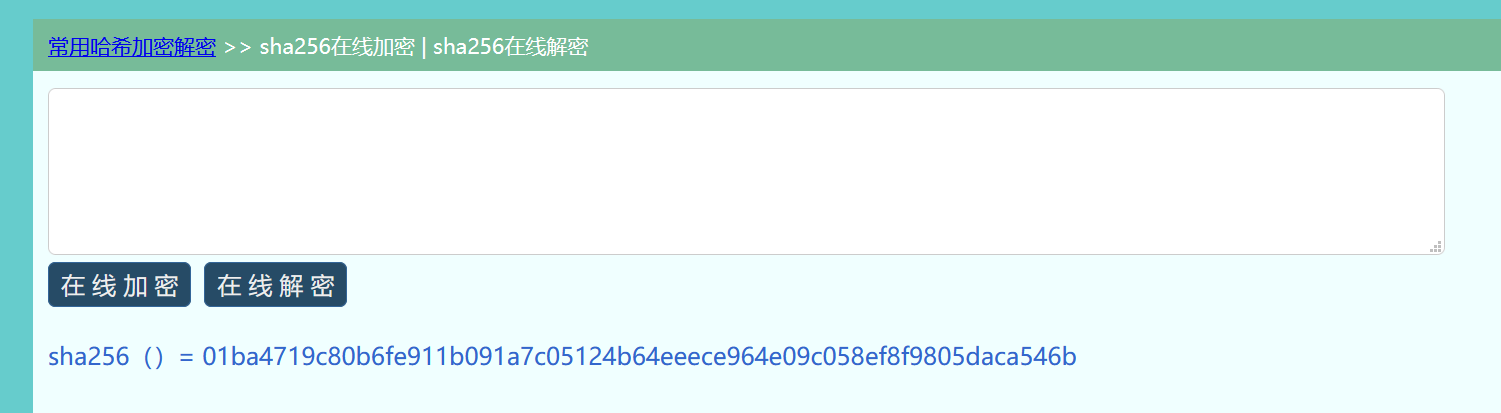 常用哈希加密解密 >> sha256在线加密 | sha256在线解密
在线加密 在线解密
sha256（）= 01ba4719c80b6fe911b091a7c05124b64eeece964e09c058ef8f9805daca546b